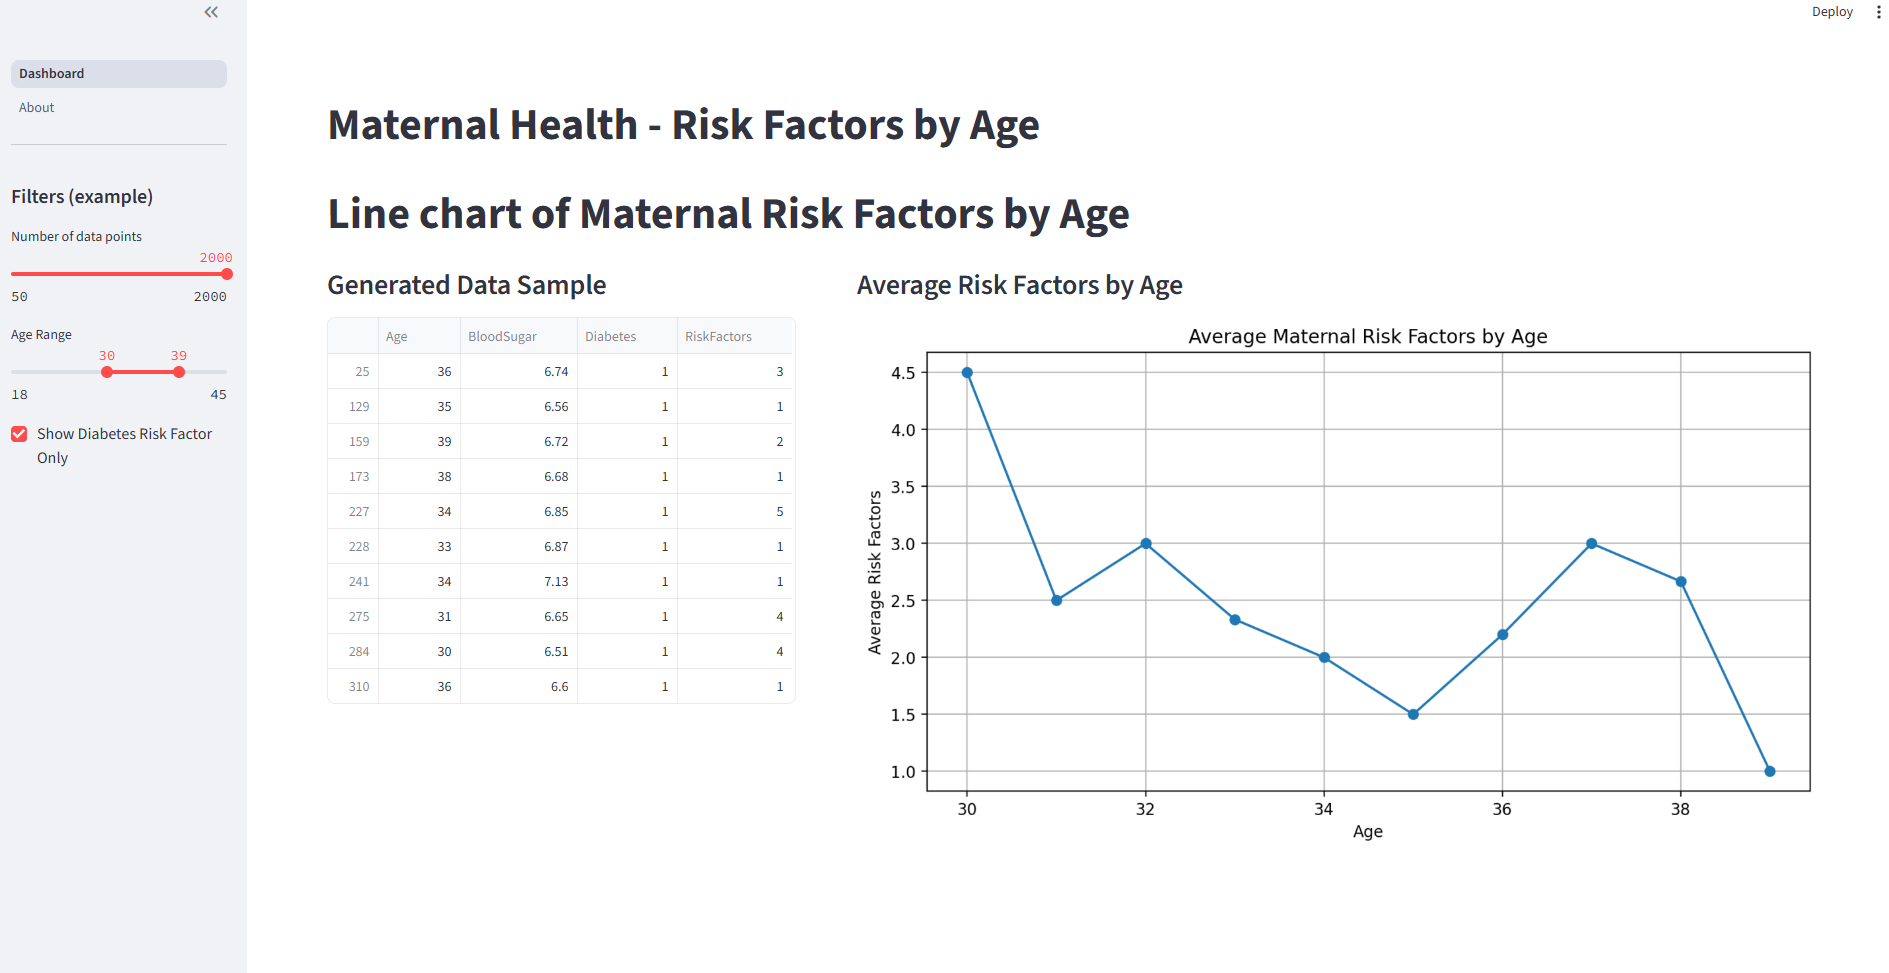 Deploy
Dashboard
About
Filters (example)
Number of data points
2000
50 2000
Age Range
30 39
18 45
Show Diabetes Risk Factor
Only
Maternal Health - Risk Factors by Age
Line chart of Maternal Risk Factors by Age
Generated Data Sample
Age BloodSugar Diabetes RiskFactors
25 36 6.74 1 3
129 35 6.56 1 1
159 39 6.72 1 2
173 38 6.68 1 1
227 34 6.85 1 5
228 33 6.87 1 1
241 34 7.13 1 1
275 31 6.65 1 4
284 30 6.51 1 4
310 36 6.6 1 1
Average Risk Factors by Age
Average Maternal Risk Factors by Age
Average Risk Factors
4.5
4.0
3.5
3.0
2.5
2.0
1.5
1.0
30 32 34 36 38
Age